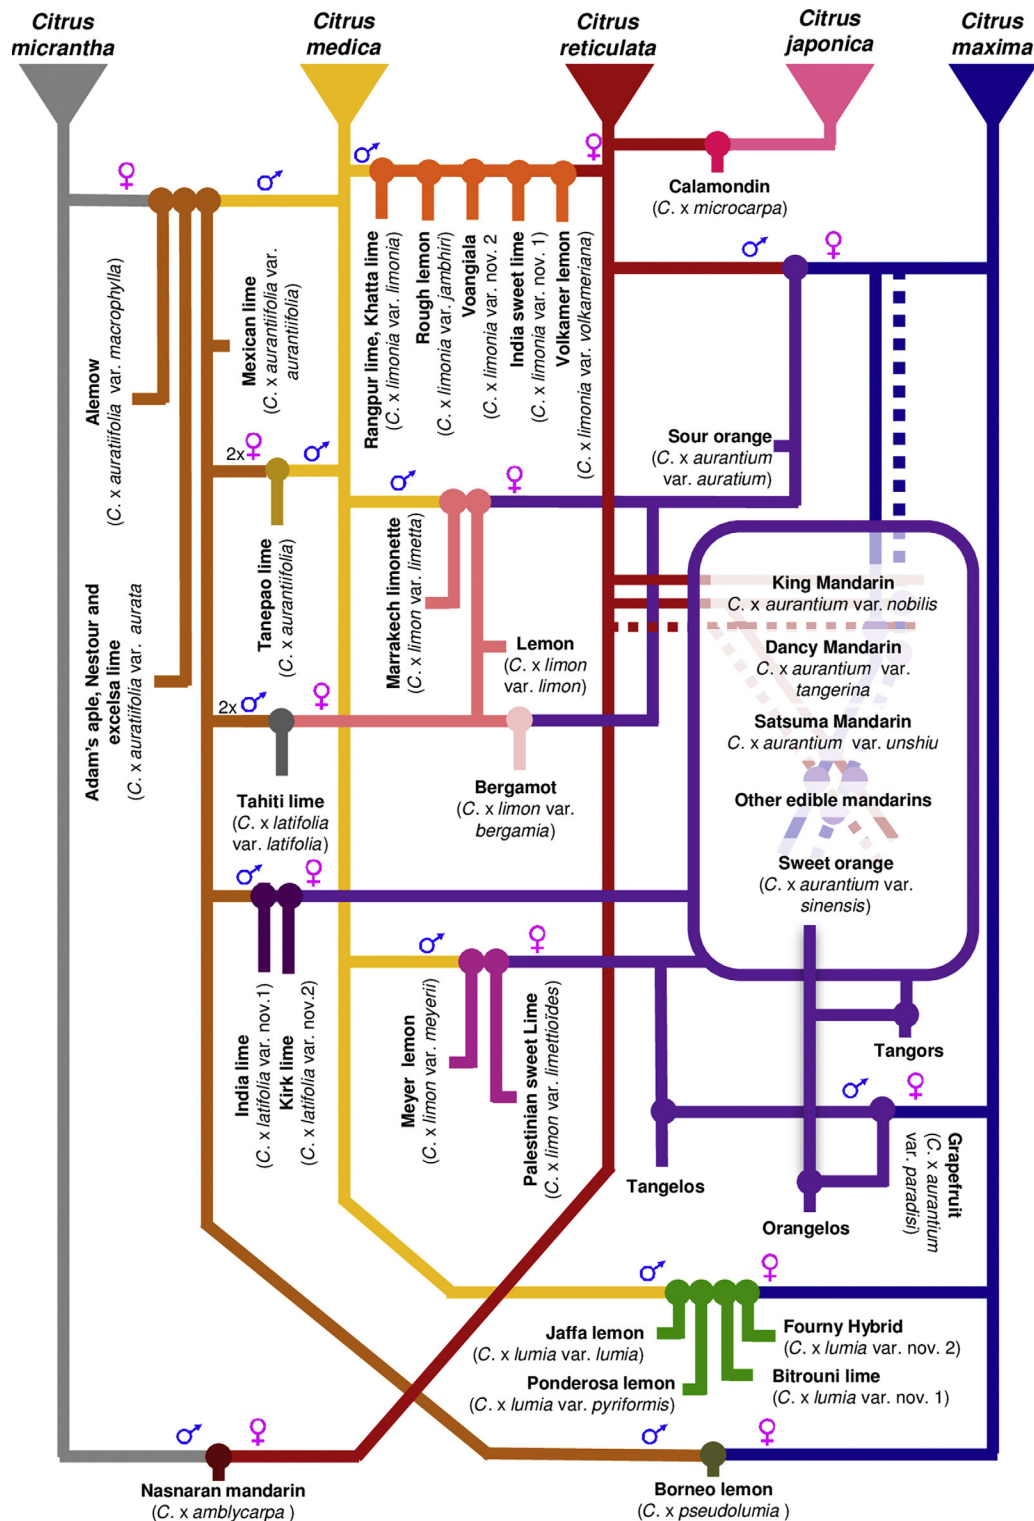 Citrus
micrantha
Citrus
medica
Citrus
reticulata
Citrus
japonica
Citrus
maxima
♀
♂
♂
♀
Calamondin
(C. x microcarpa)
♂
♀
Alemow
(C. x auratiifolia var. macrophylla)
Mexican lime
(C. x aurantiifolia var.
aurantiifolia)
Rangpur lime, Khatta lime
(C. x limonia var. limonia)
Rough lemon
(C. x limonia var. jambhiri)
Voangiala
(C. x limonia var. nov. 2
India sweet lime
(C. x limonia var. nov. 1)
Volkamer lemon
(C. x limonia var. volkameriana)
Sour orange
(C. x aurantium
var. auratium)
2x♀
♂
♂
♀
Adam's aple, Nestour and
excelsa lime
(C. x auratiifolia var. aurata
Tanepao lime
(C. x aurantiifolia)
Marrakech limonette
(C. x limon var. limetta)
Lemon
(C. x limon
var. limon)
King Mandarin
C. x aurantium var. nobilis
Dancy Mandarin
C. x aurantium var.
tangerina
Satsuma Mandarin
C. x aurantium var. unshiu
Other edible mandarins
Sweet orange
(C. x aurantium var.
sinensis)
2x ♂
♀
Tahiti lime
(C. x latifolia
var. latifolia)
Bergamot
(C. x limon var.
bergamia)
♂
♀
India lime
(C. x latifolia var. nov.1)
Kirk lime
(C. x latifolia var. nov.2)
♂
♀
Meyer lemon
(C. x limon var. meyerii)
Palestinian sweet Lime
(C. x limon var. limettioïdes)
Tangors
♂
♀
Tangelos
Orangelos
Grapefruit
(C. x aurantium
var. paradisi)
♂
♀
Jaffa lemon
(C. x lumia var. lumia)
Fourny Hybrid
(C. x lumia var. nov. 2)
Ponderosa lemon
(C. x lumia var. pyriformis)
Bitrouni lime
(C. x lumia var. nov. 1)
♂
♀
♂
♀
Nasnaran mandarin
(C. x amblycarpa )
Borneo lemon
(C. x pseudolumia )